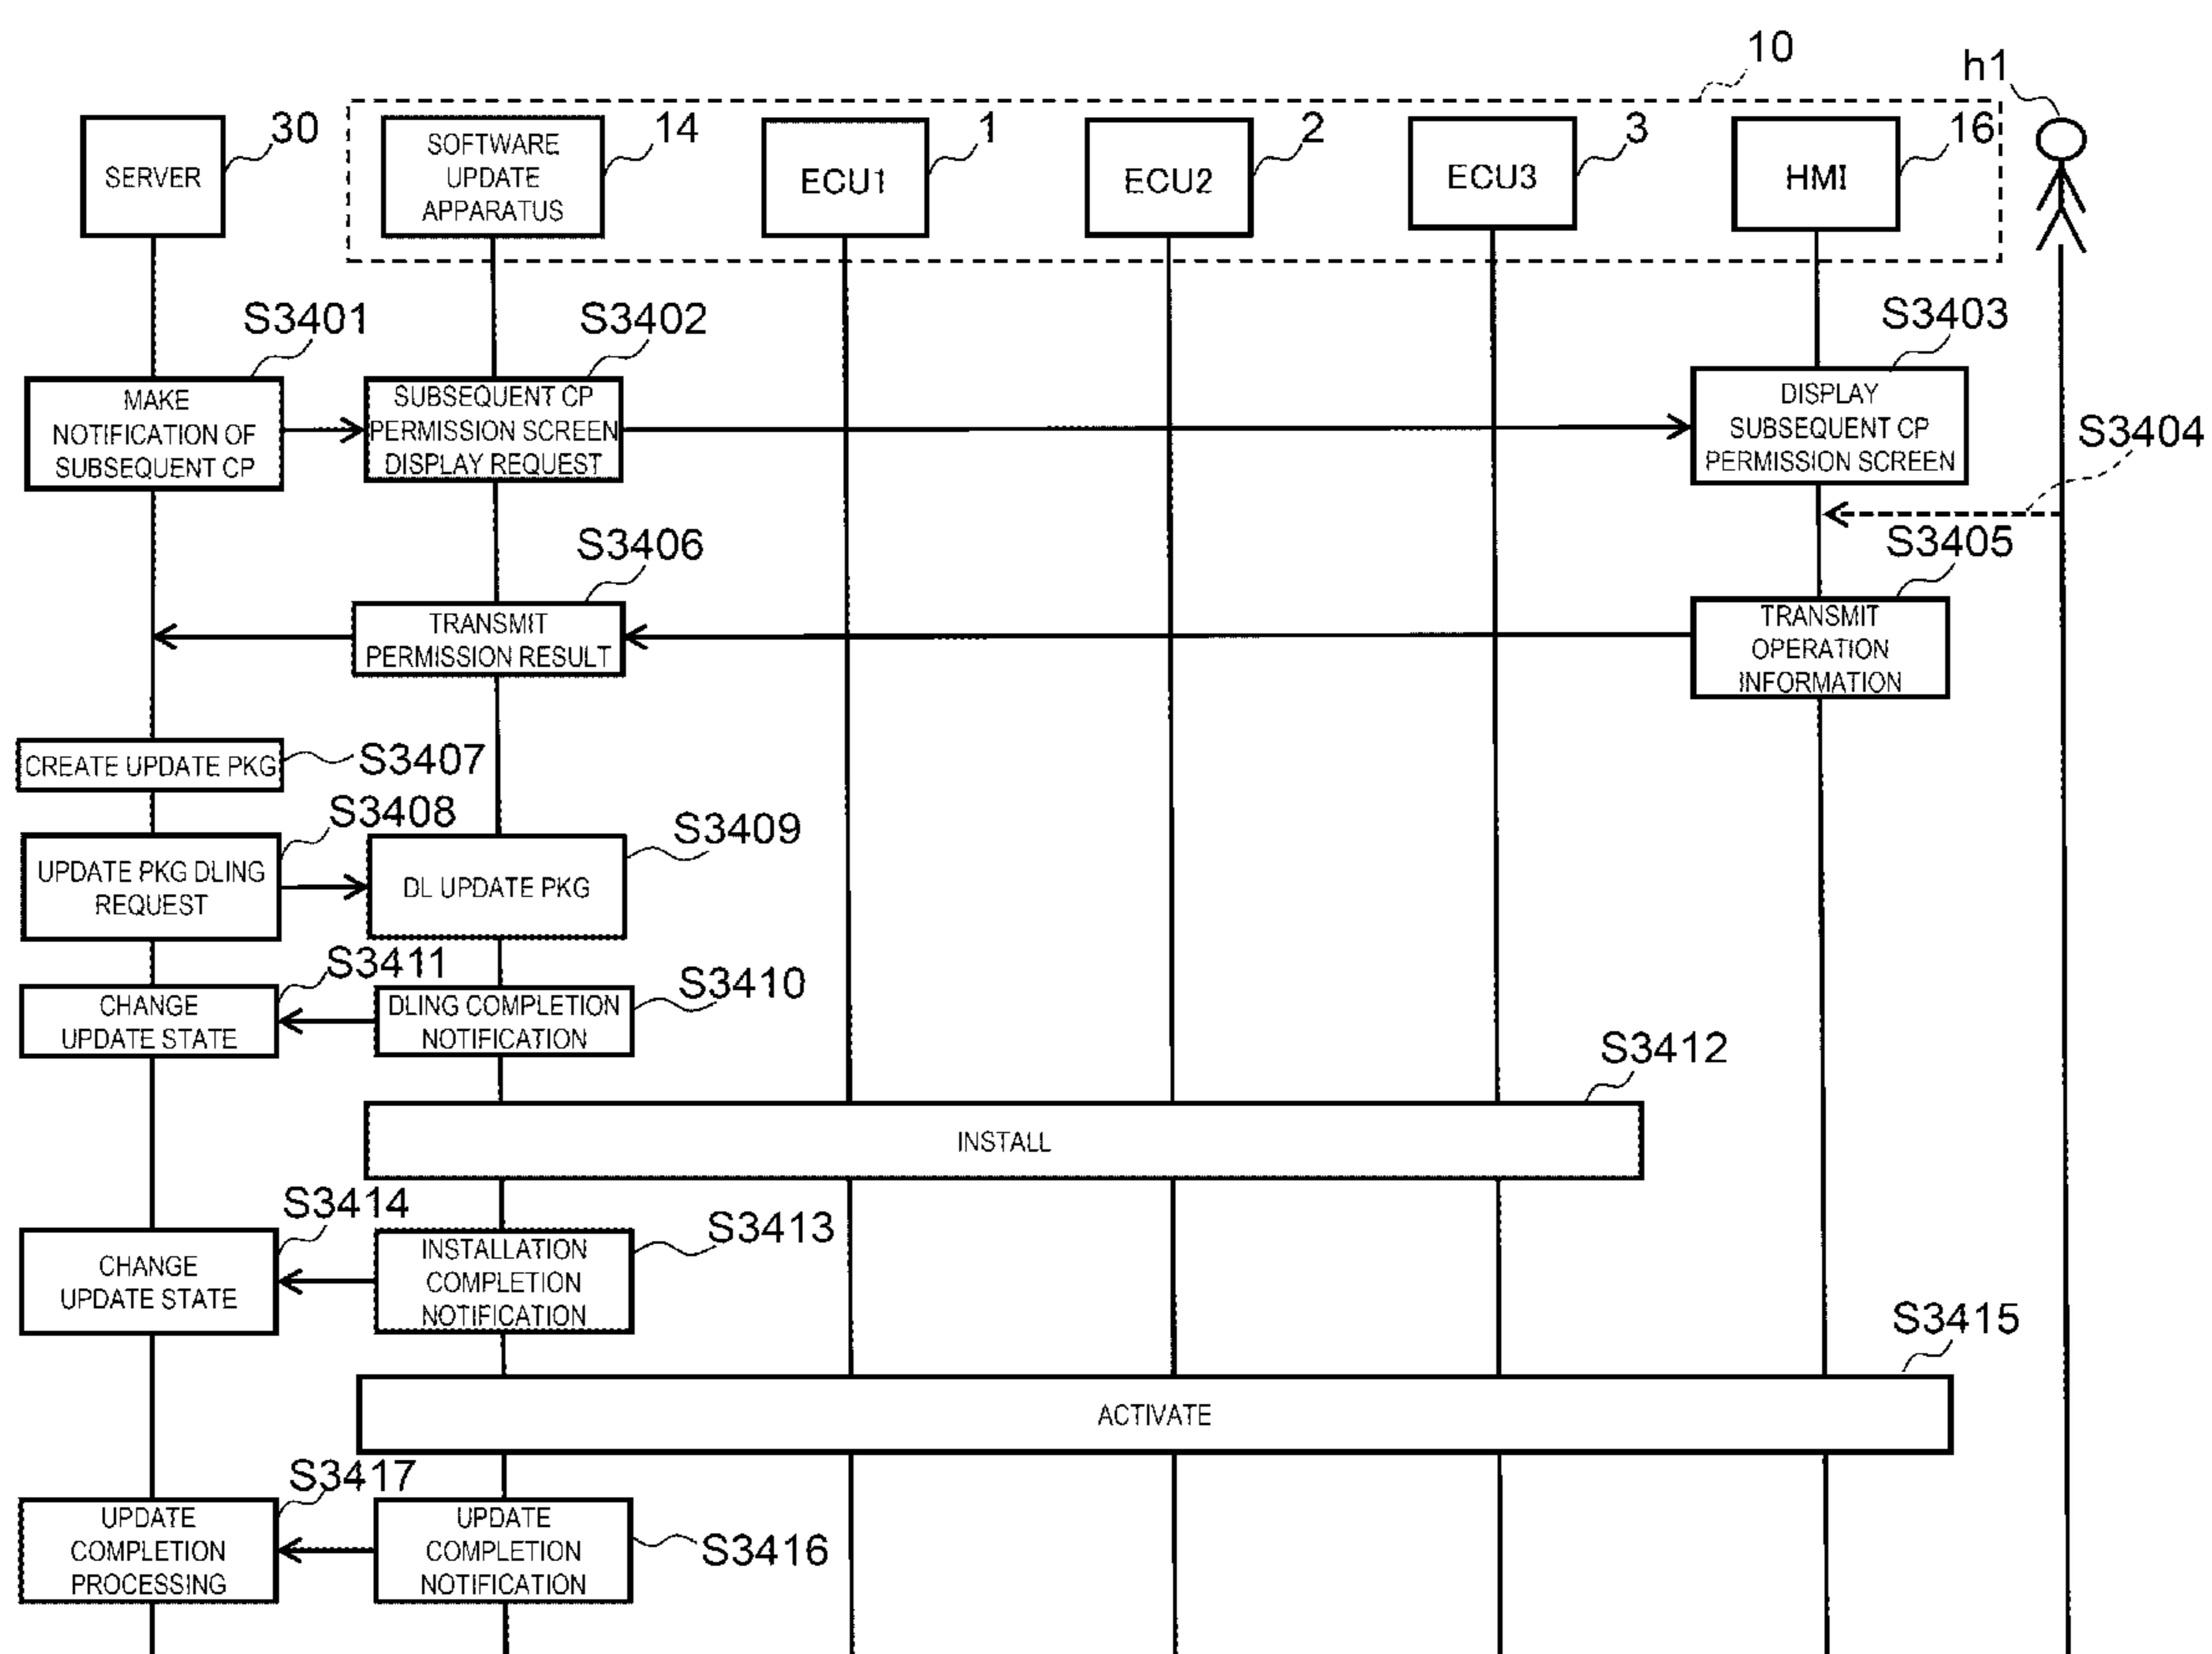 10
h1
30
14
1
2
3
16
SERVER
SOFTWARE
UPDATE
APPARATUS
ECU1
ECU2
ECU3
HMI
S3401
S3402
S3403
MAKE
NOTIFICATION OF
SUBSEQUENT CP
SUBSEQUENT CP
PERMISSION SCREEN
DISPLAY REQUEST
DISPLAY
SUBSEQUENT CP
PERMISSION SCREEN
S3404
S3406
S3405
TRANSMIT
PERMISSION RESULT
TRANSMIT
OPERATION
INFORMATION
CREATE UPDATE PKG
S3407
S3408
S3409
UPDATE PKG DLING
REQUEST
DL UPDATE PKG
S3411
S3410
CHANGE
UPDATE STATE
DLING COMPLETION
NOTIFICATION
S3412
INSTALL
S3414
S3413
CHANGE
UPDATE STATE
INSTALLATION
COMPLETION
NOTIFICATION
S3415
ACTIVATE
S3417
S3416
UPDATE
COMPLETION
PROCESSING
UPDATE
COMPLETION
NOTIFICATION